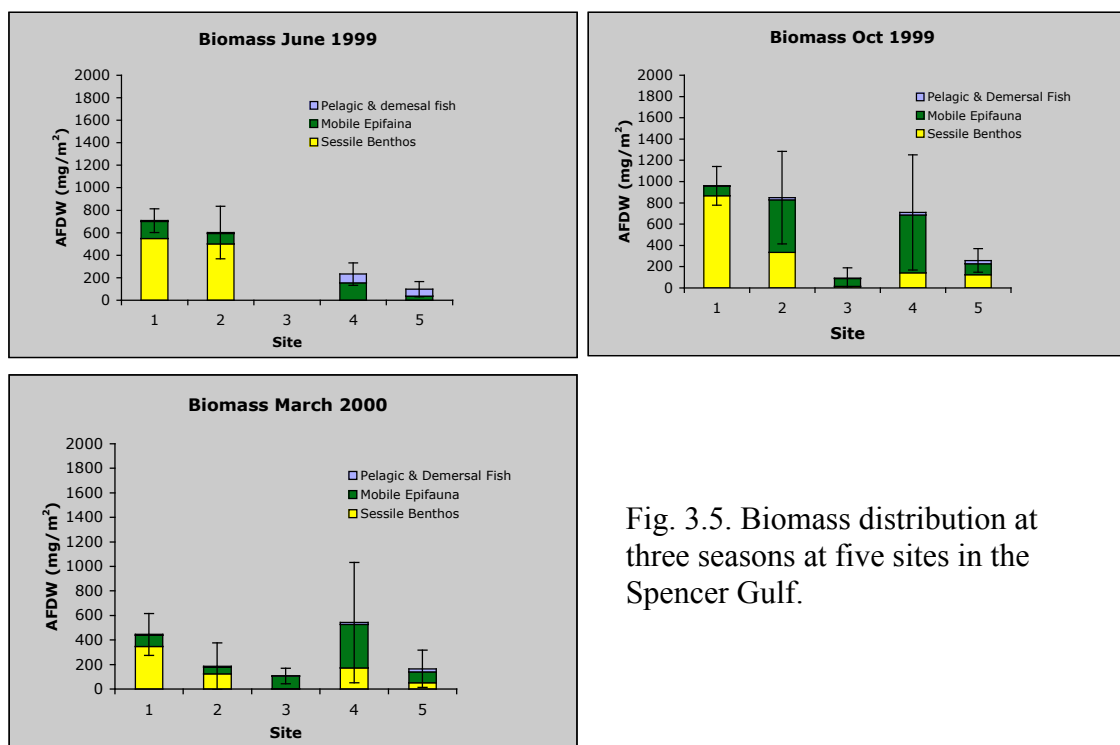 Biomass June 1999
AFDW (mg/m²)
2000
1800
1600
1400
1200
1000
800
600
400
200
0
Pelagic & demesal fish
Mobile Epifaina
Sessile Benthos
1 2 3 4 5
Site
Biomass Oct 1999
AFDW (mg/m²)
2000
1800
1600
1400
1200
1000
800
600
400
200
0
Pelagic & Demersal Fish
Mobile Epifauna
Sessile Benthos
1 2 3 4 5
Site
Biomass March 2000
AFDW (mg/m²)
2000
1800
1600
1400
1200
1000
800
600
400
200
0
Pelagic & Demersal Fish
Mobile Epifauna
Sessile Benthos
1 2 3 4 5
Site
Fig. 3.5. Biomass distribution at
three seasons at five sites in the
Spencer Gulf.